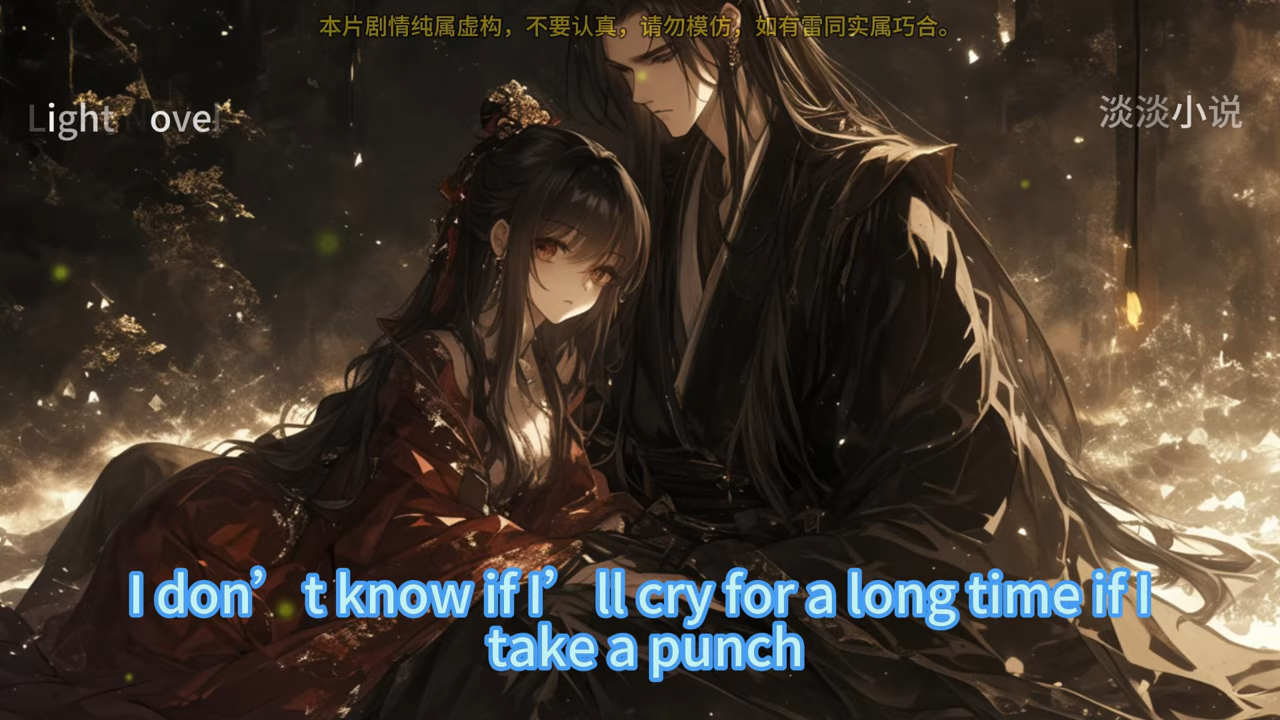 本片剧情纯属虚构，不要认真，请勿模仿，如有雷同实属巧合。
Light ovel
淡淡小说
I don’t know if I’ll cry for a long time if I
take a punch